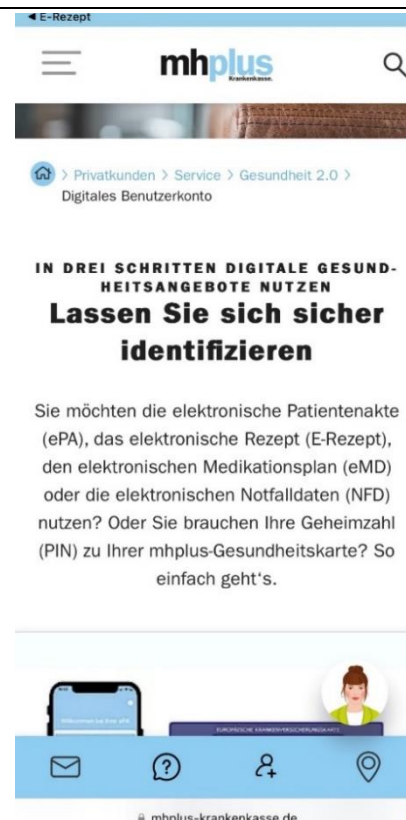 ◀ E-Rezept
mhplus
Krankenkasse.
> Privatkunden > Service > Gesundheit 2.0 >
Digitales Benutzerkonto
IN DREI SCHRITTEN DIGITALE GESUND-
HEITSANGEBOTE NUTZEN
Lassen Sie sich sicher
identifizieren
Sie möchten die elektronische Patientenakte
(ePA), das elektronische Rezept (E-Rezept),
den elektronischen Medikationsplan (eMD)
oder die elektronischen Notfalldaten (NFD)
nutzen? Oder Sie brauchen Ihre Geheimzahl
(PIN) zu Ihrer mhplus-Gesundheitskarte? So
einfach geht's.
EUROPÄISCHE KRANKENVERSICHERUNGSKARTE
mhplus-krankenkasse.de